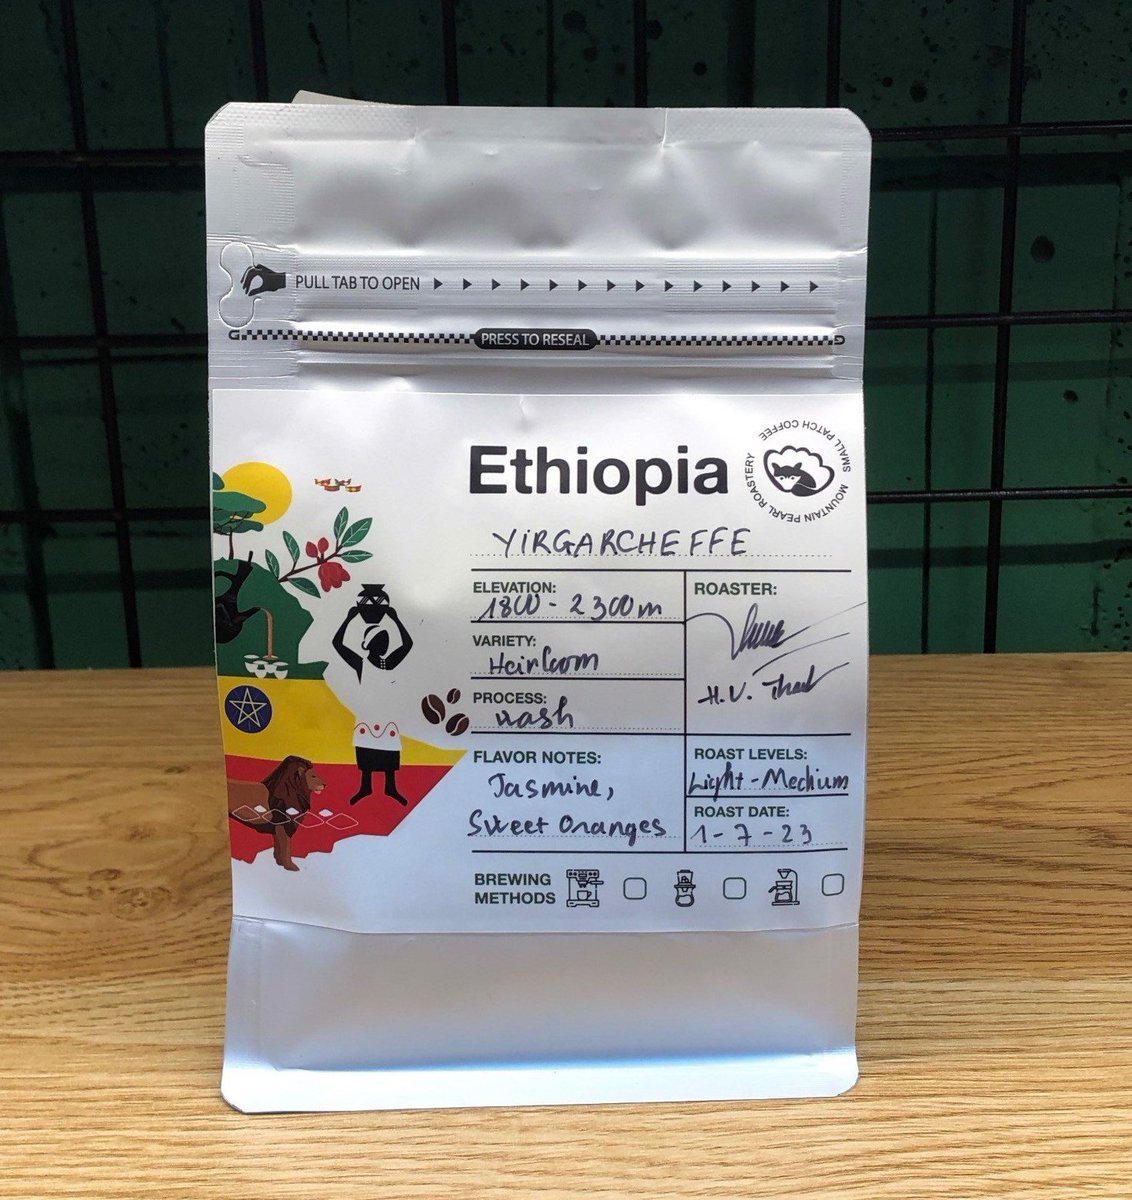 PULL TAB TO OPEN
PRESS TO RESEAL
Ethiopia
MOUNTAIN PEARL ROASTERY
SMALL PATCH COFFEE
YIRGARCHEFFE
ELEVATION:
1800 - 2300m
ROASTER:
VARIETY:
Heirloom
H.V.
PROCESS:
wash
FLAVOR NOTES:
Jasmine,
Sweet Oranges
ROAST LEVELS:
Light - Medium
ROAST DATE:
1 - 7 - 23
BREWING
METHODS